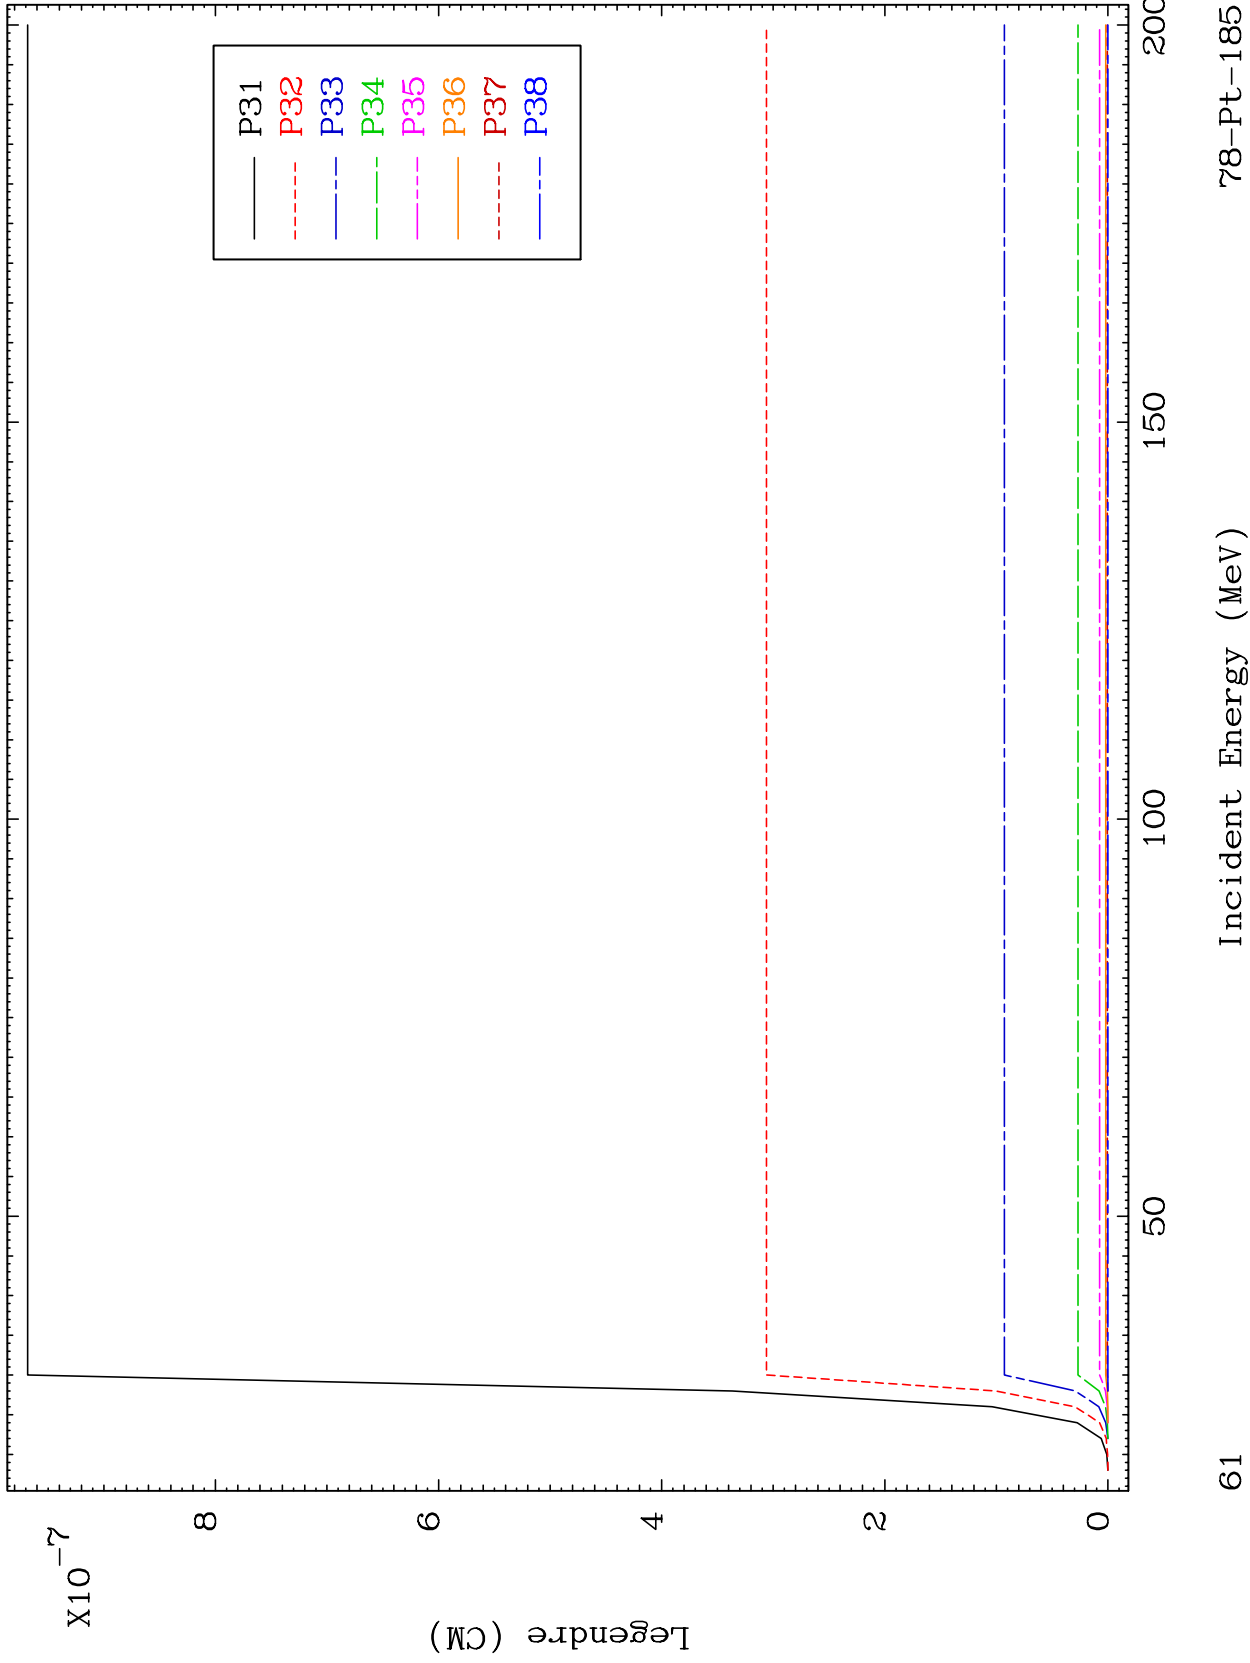 X10-7
8
6
4
2
0
Legendre (CM)
P31
P32
P33
P34
P35
P36
P37
P38
50
100
150
200
Incident Energy (MeV)
61
78-Pt-185